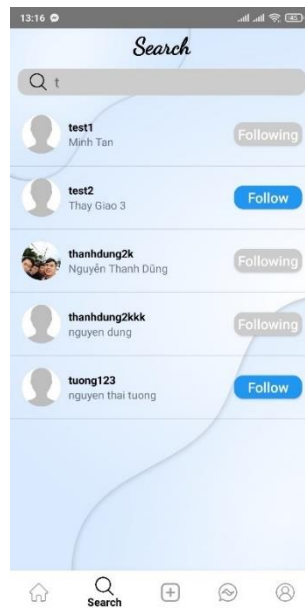 13:16
45
Search
t
test1
Minh Tan
Following
test2
Thay Giao 3
Follow
thanhdung2k
Nguyễn Thanh Dũng
Following
thanhdung2kkk
nguyen dung
Following
tuong123
nguyen thai tuong
Follow
Search